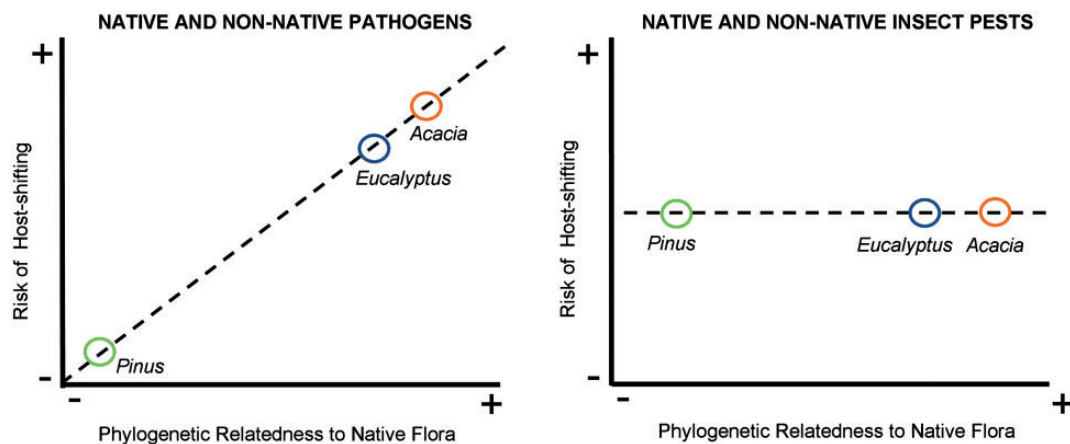 NATIVE AND NON-NATIVE PATHOGENS
+
Risk of Host-shifting
Acacia
Eucalyptus
Pinus
-
-
+
Phylogenetic Relatedness to Native Flora
NATIVE AND NON-NATIVE INSECT PESTS
+
Risk of Host-shifting
Pinus
Eucalyptus
Acacia
-
-
+
Phylogenetic Relatedness to Native Flora